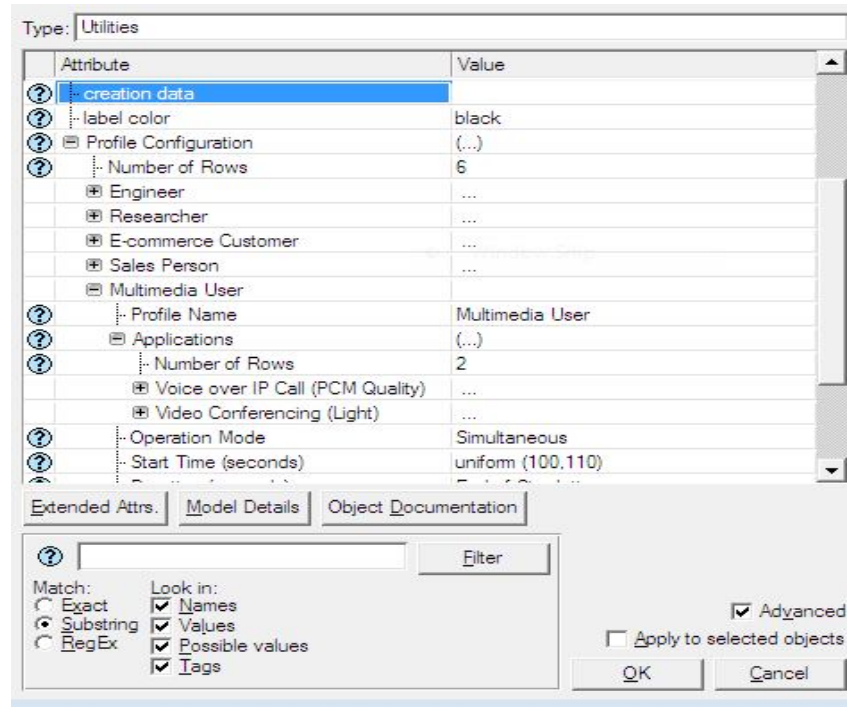 Type: Utilities
Attribute Value
creation data
label color black
Profile Configuration (...)
Number of Rows 6
Engineer ...
Researcher ...
E-commerce Customer ...
Sales Person ...
Multimedia User
Profile Name Multimedia User
Applications (...)
Number of Rows 2
Voice over IP Call (PCM Quality) ...
Video Conferencing (Light) ...
Operation Mode Simultaneous
Start Time (seconds) uniform (100,110)
Extended Attrs. Model Details Object Documentation
Filter
Match: Look in:
Exact Names
Substring Values
RegEx Possible values
Tags
Advanced
Apply to selected objects
OK Cancel